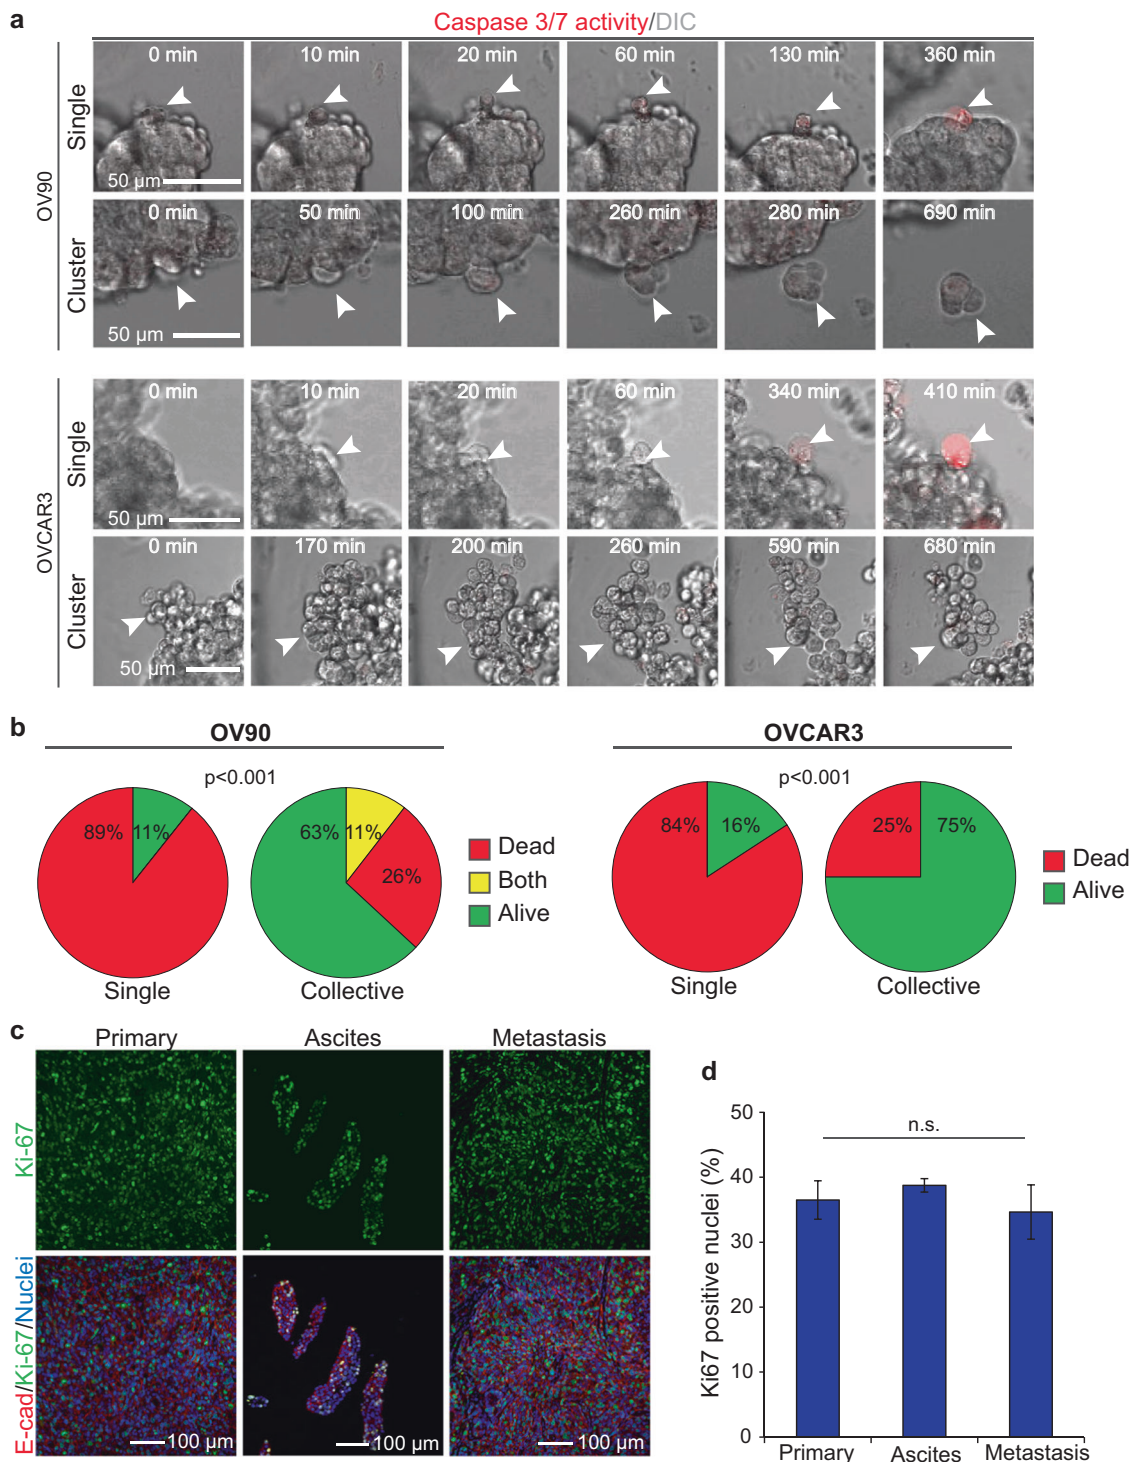 a
Caspase 3/7 activity/DIC
OV90
Single
0 min
10 min
20 min
60 min
130 min
360 min
50 µm
Cluster
0 min
50 min
100 min
260 min
280 min
690 min
50 µm
OVCAR3
Single
0 min
10 min
20 min
60 min
340 min
410 min
50 µm
Cluster
0 min
170 min
200 min
260 min
590 min
680 min
50 µm
b
OV90
p<0.001
89%
11%
Single
63%
11%
26%
Collective
Dead
Both
Alive
OVCAR3
p<0.001
84%
16%
Single
25%
75%
Collective
Dead
Alive
c
Primary
Ascites
Metastasis
Ki-67
E-cad/Ki-67/Nuclei
100 µm
100 µm
100 µm
d
Ki67 positive nuclei (%)
50
40
30
20
10
0
n.s.
Primary
Ascites
Metastasis